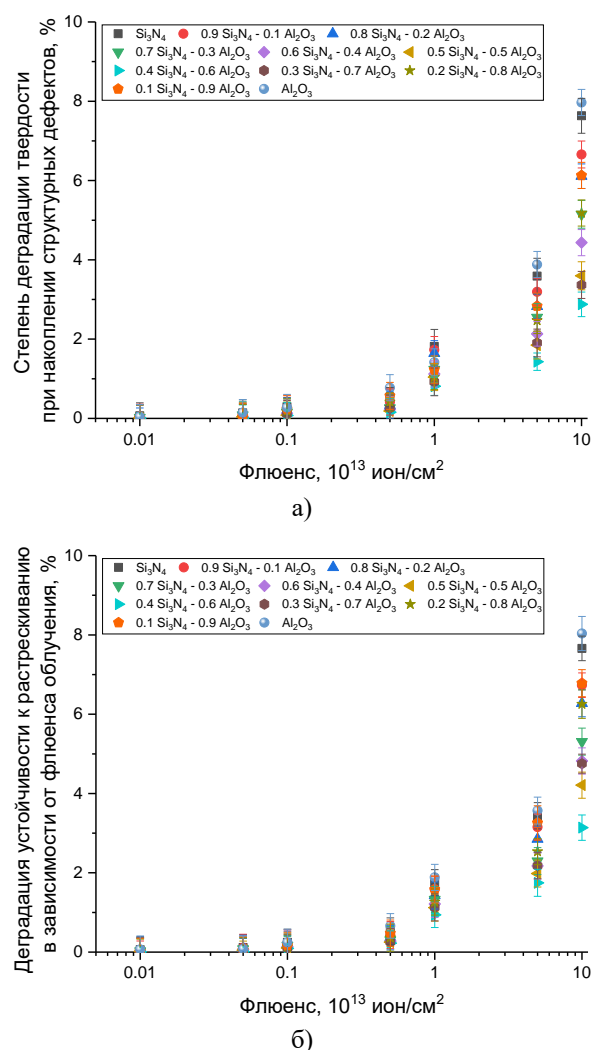 Si₃N₄ 0.9 Si₃N₄ - 0.1 Al₂O₃ 0.8 Si₃N₄ - 0.2 Al₂O₃
0.7 Si₃N₄ - 0.3 Al₂O₃ 0.6 Si₃N₄ - 0.4 Al₂O₃ 0.5 Si₃N₄ - 0.5 Al₂O₃
0.4 Si₃N₄ - 0.6 Al₂O₃ 0.3 Si₃N₄ - 0.7 Al₂O₃ 0.2 Si₃N₄ - 0.8 Al₂O₃
0.1 Si₃N₄ - 0.9 Al₂O₃ Al₂O₃
Степень деградации твердости
при накоплении структурных дефектов, %
10
8
6
4
2
0
0.01 0.1 1 10
Флюенс, 10¹³ ион/см²
а)
Si₃N₄ 0.9 Si₃N₄ - 0.1 Al₂O₃ 0.8 Si₃N₄ - 0.2 Al₂O₃
0.7 Si₃N₄ - 0.3 Al₂O₃ 0.6 Si₃N₄ - 0.4 Al₂O₃ 0.5 Si₃N₄ - 0.5 Al₂O₃
0.4 Si₃N₄ - 0.6 Al₂O₃ 0.3 Si₃N₄ - 0.7 Al₂O₃ 0.2 Si₃N₄ - 0.8 Al₂O₃
0.1 Si₃N₄ - 0.9 Al₂O₃ Al₂O₃
Деградация устойчивости к растрескиванию
в зависимости от флюенса облучения, %
10
8
6
4
2
0
0.01 0.1 1 10
Флюенс, 10¹³ ион/см²
б)